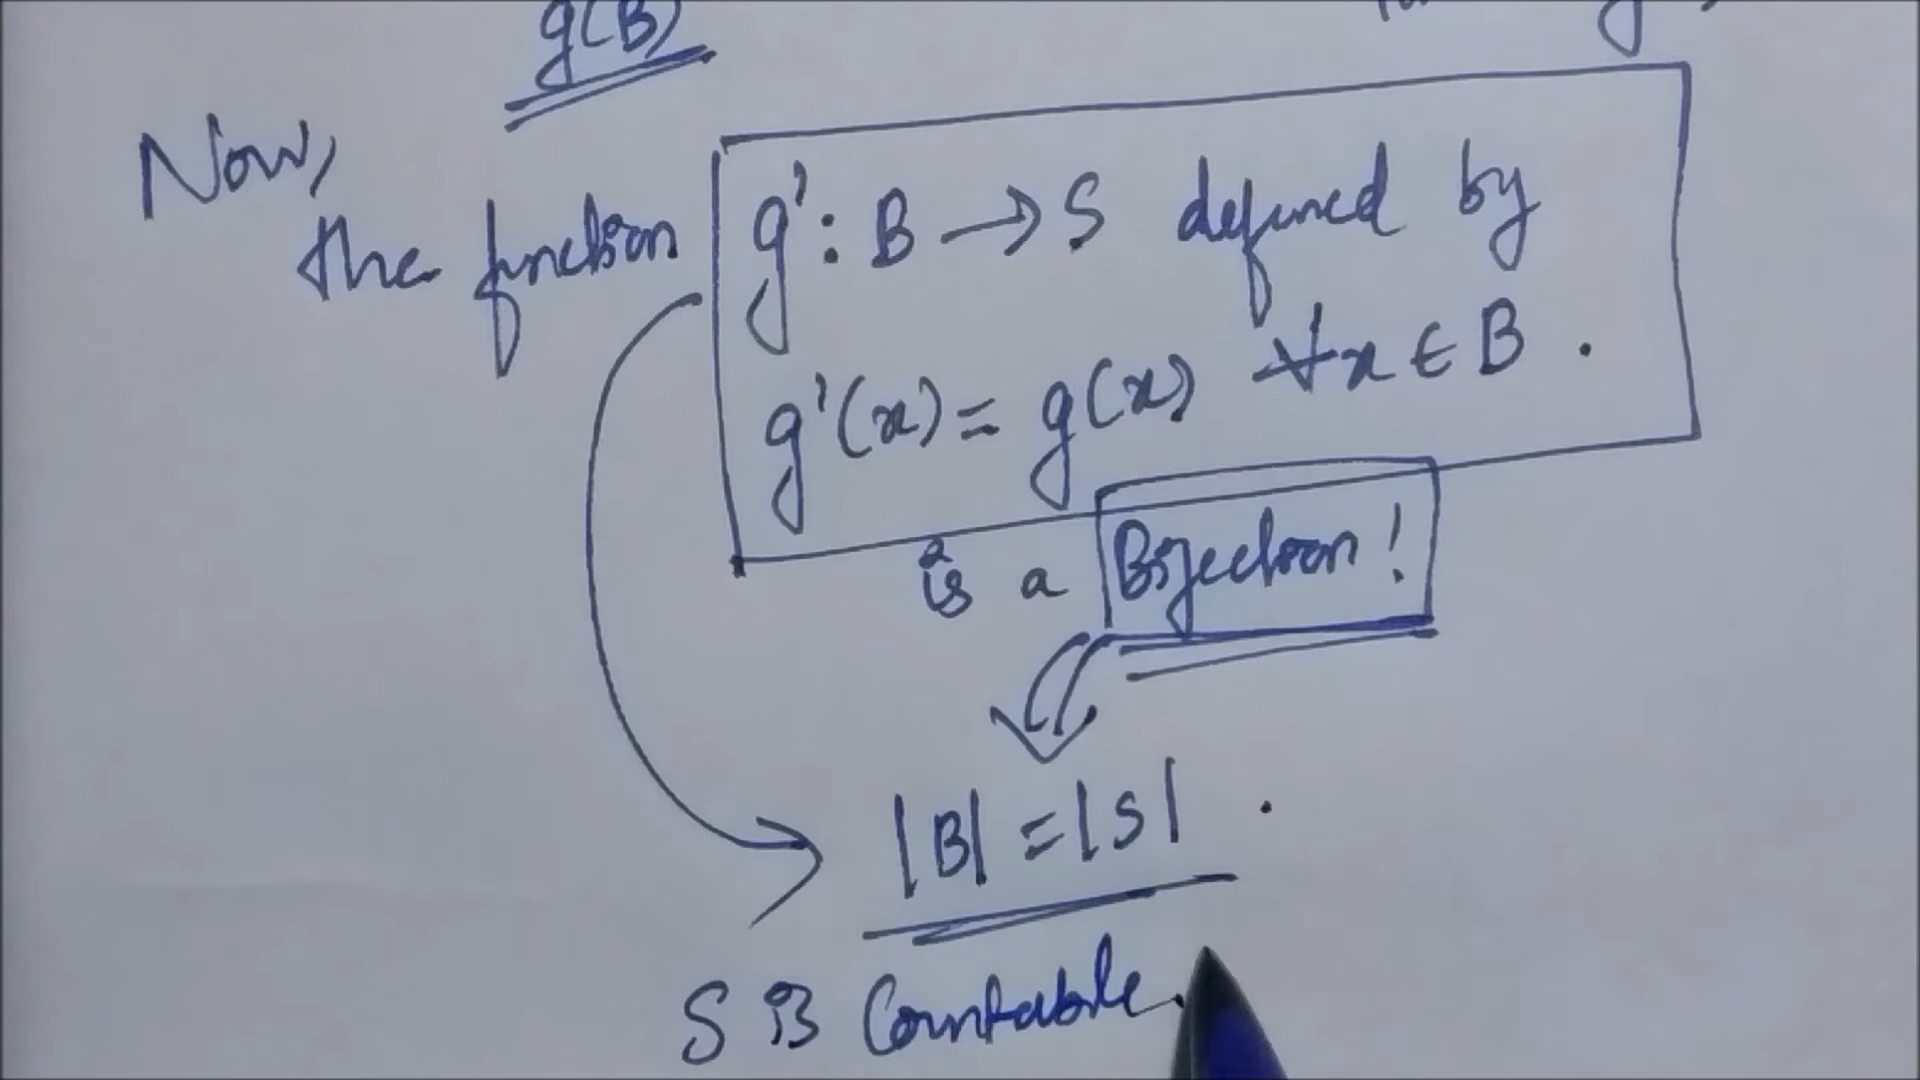 g(B)
Now,
the function g': B → S defined by
g'(x) = g(x) ∀x ∈ B.
is a Bijection!
|B| = |S|.
S is Countable.